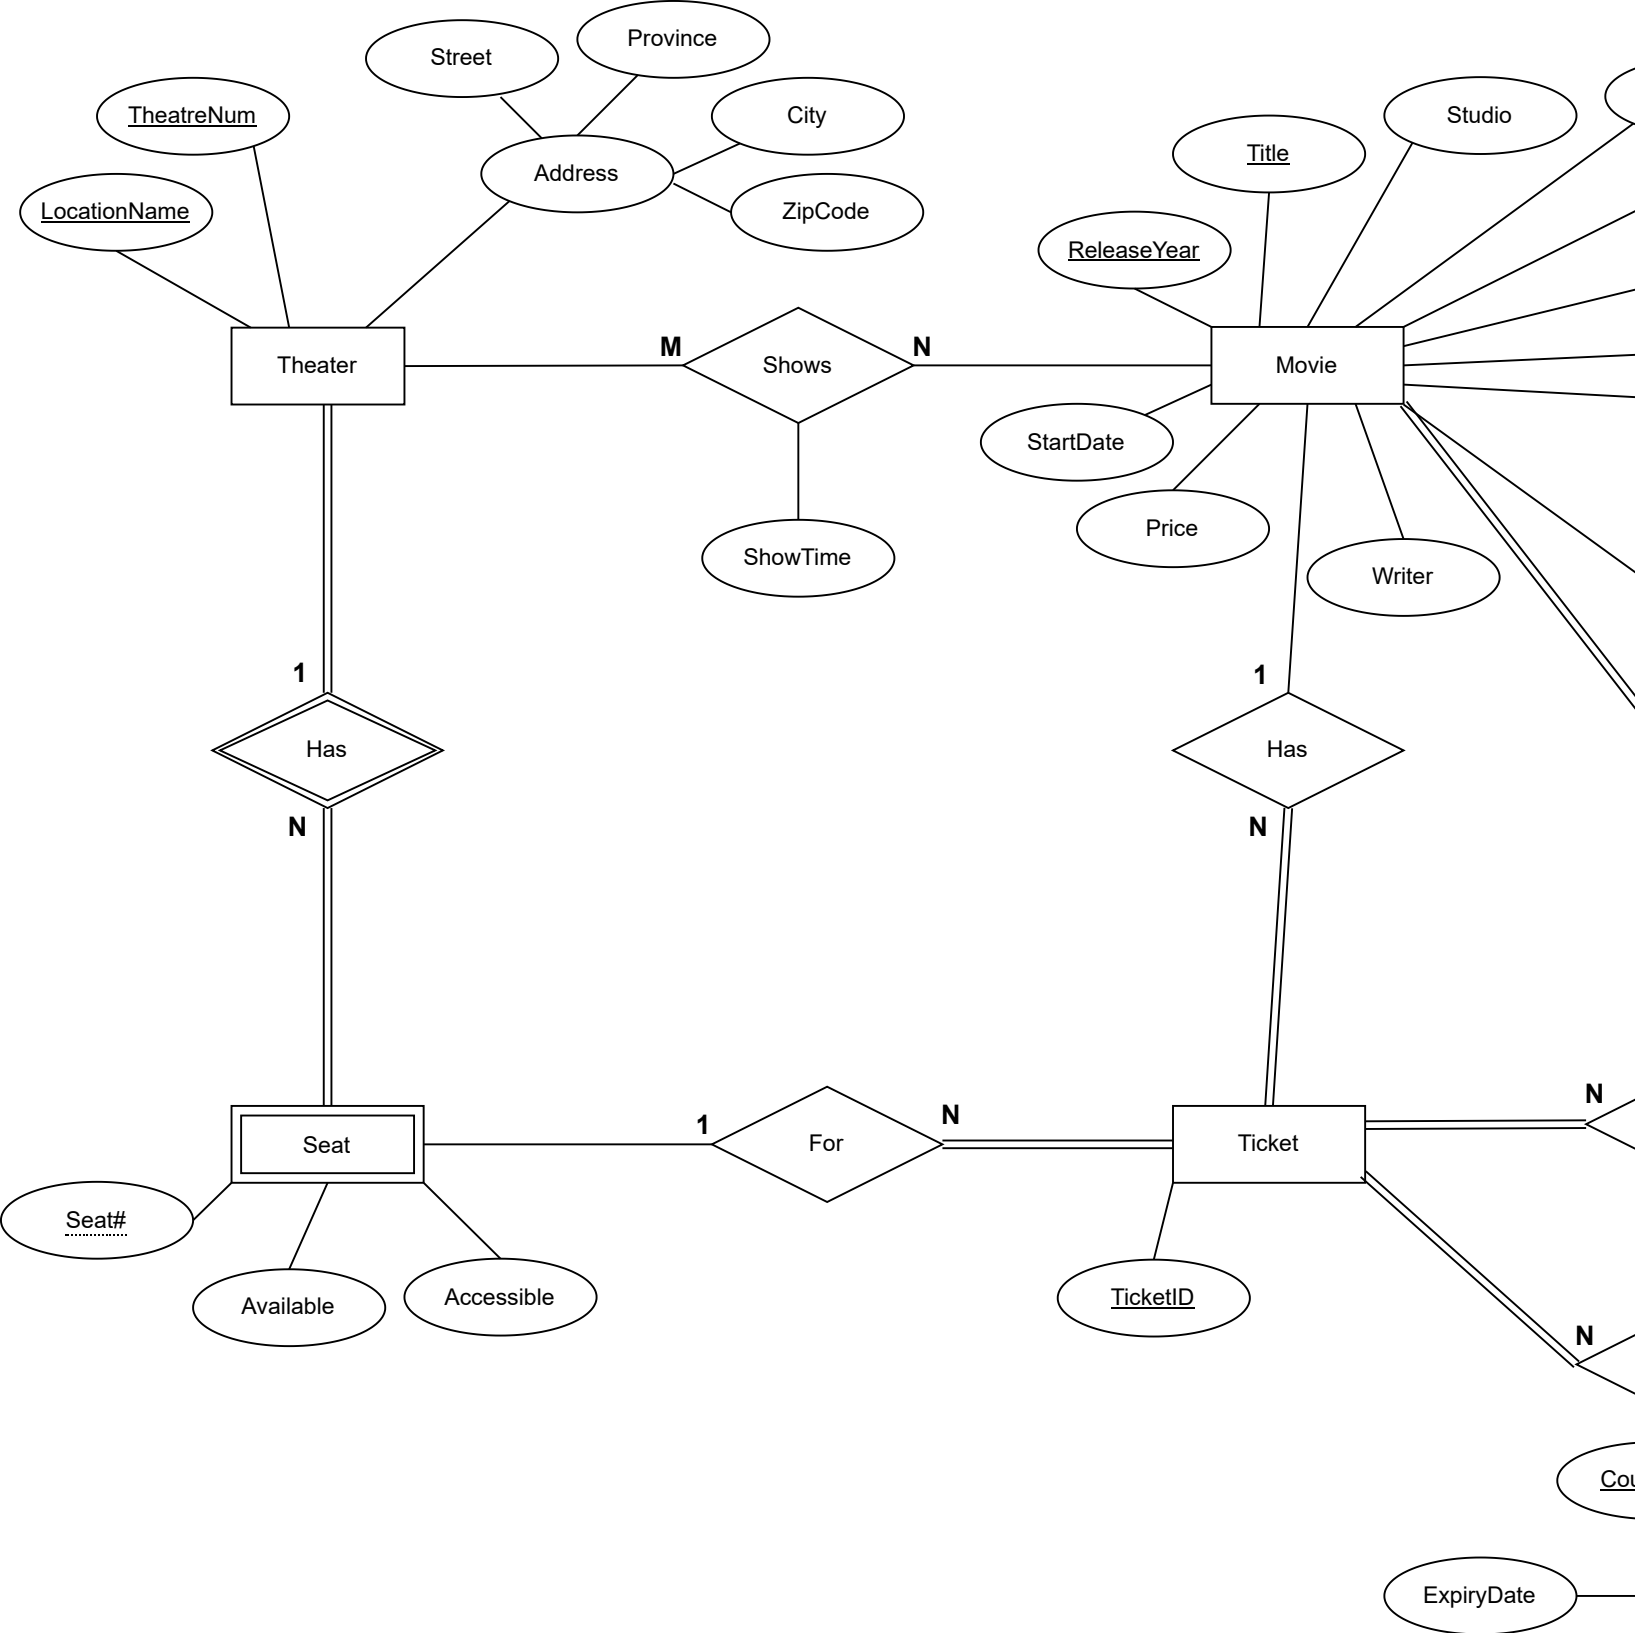 Province
Street
TheatreNum
City
Studio
Title
Address
LocationName
ZipCode
ReleaseYear
M
N
Theater
Shows
Movie
StartDate
Price
ShowTime
Writer
1
1
Has
Has
N
N
N
1
N
Seat
For
Ticket
Seat#
Available
Accessible
TicketID
N
ExpiryDate